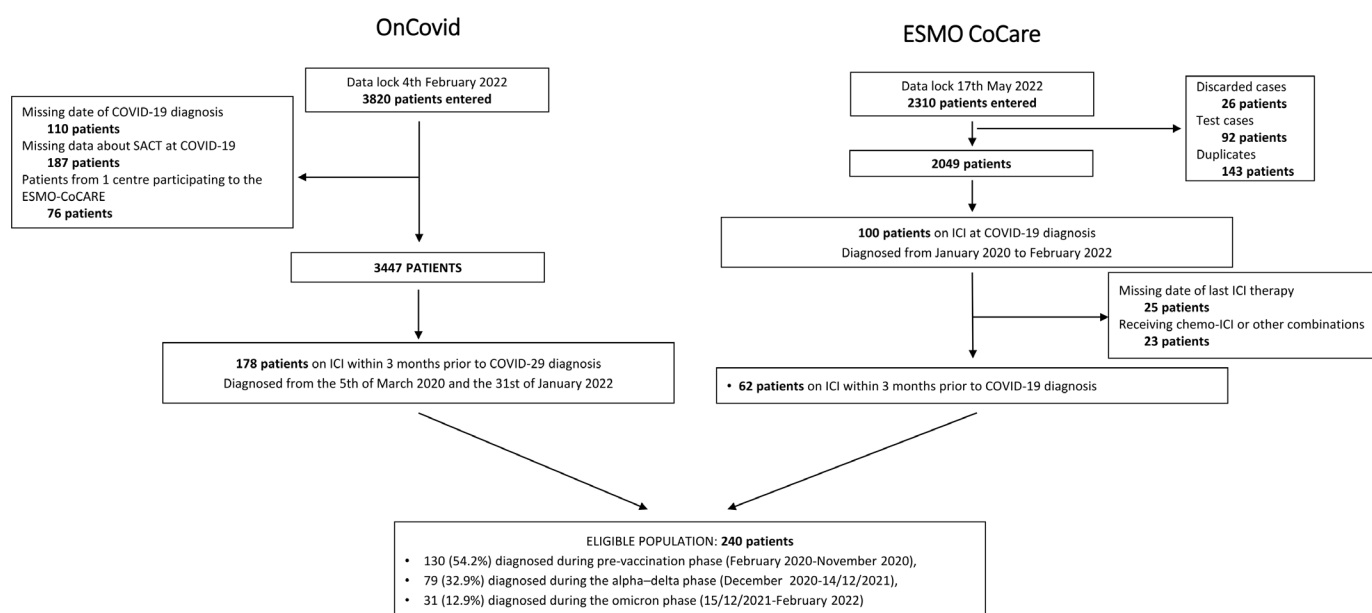 OnCovid
Data lock 4th February 2022
3820 patients entered
Missing date of COVID-19 diagnosis
110 patients
Missing data about SACT at COVID-19
187 patients
Patients from 1 centre participating to the
ESMO-CoCARE
76 patients
3447 PATIENTS
178 patients on ICI within 3 months prior to COVID-29 diagnosis
Diagnosed from the 5th of March 2020 and the 31st of January 2022
ESMO CoCare
Data lock 17th May 2022
2310 patients entered
Discarded cases
26 patients
Test cases
92 patients
Duplicates
143 patients
2049 patients
100 patients on ICI at COVID-19 diagnosis
Diagnosed from January 2020 to February 2022
Missing date of last ICI therapy
25 patients
Receiving chemo-ICI or other combinations
23 patients
• 62 patients on ICI within 3 months prior to COVID-19 diagnosis
ELIGIBLE POPULATION: 240 patients
• 130 (54.2%) diagnosed during pre-vaccination phase (February 2020-November 2020),
• 79 (32.9%) diagnosed during the alpha–delta phase (December 2020-14/12/2021),
• 31 (12.9%) diagnosed during the omicron phase (15/12/2021-February 2022)